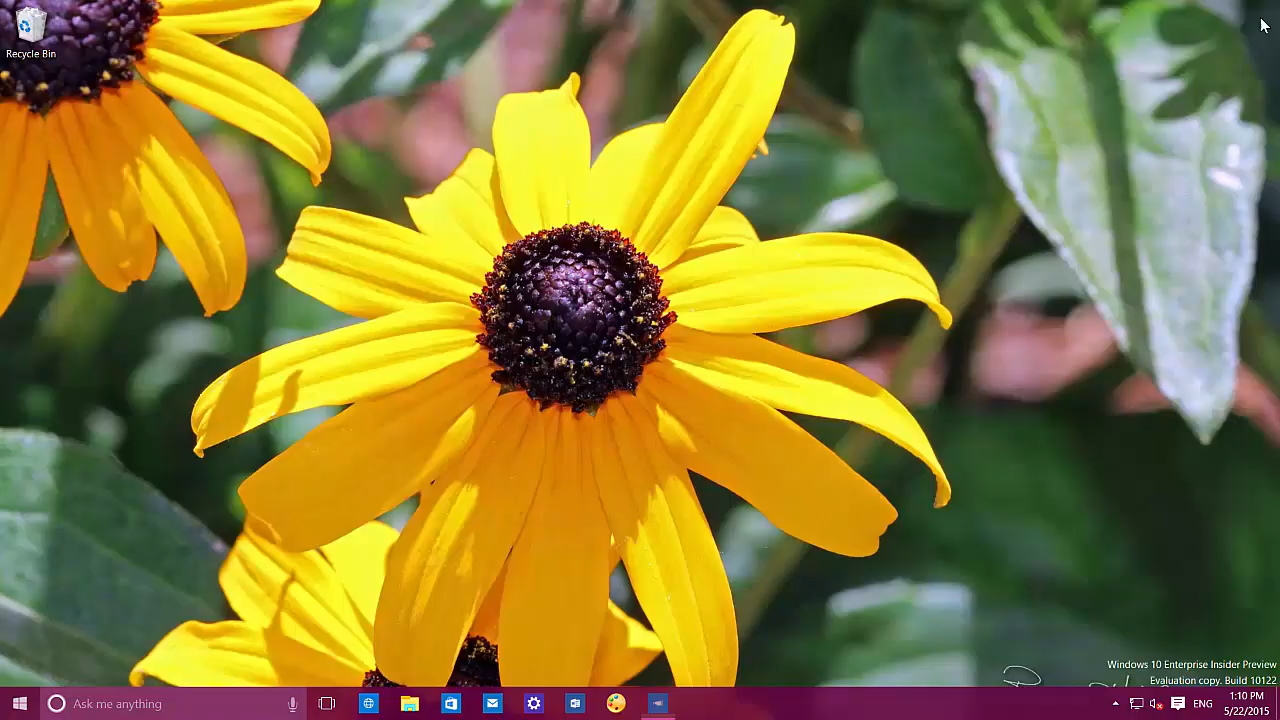 Recycle Bin
Windows 10 Enterprise Insider Preview
Evaluation copy. Build 10122
Ask me anything
ENG
1:10 PM
5/22/2015